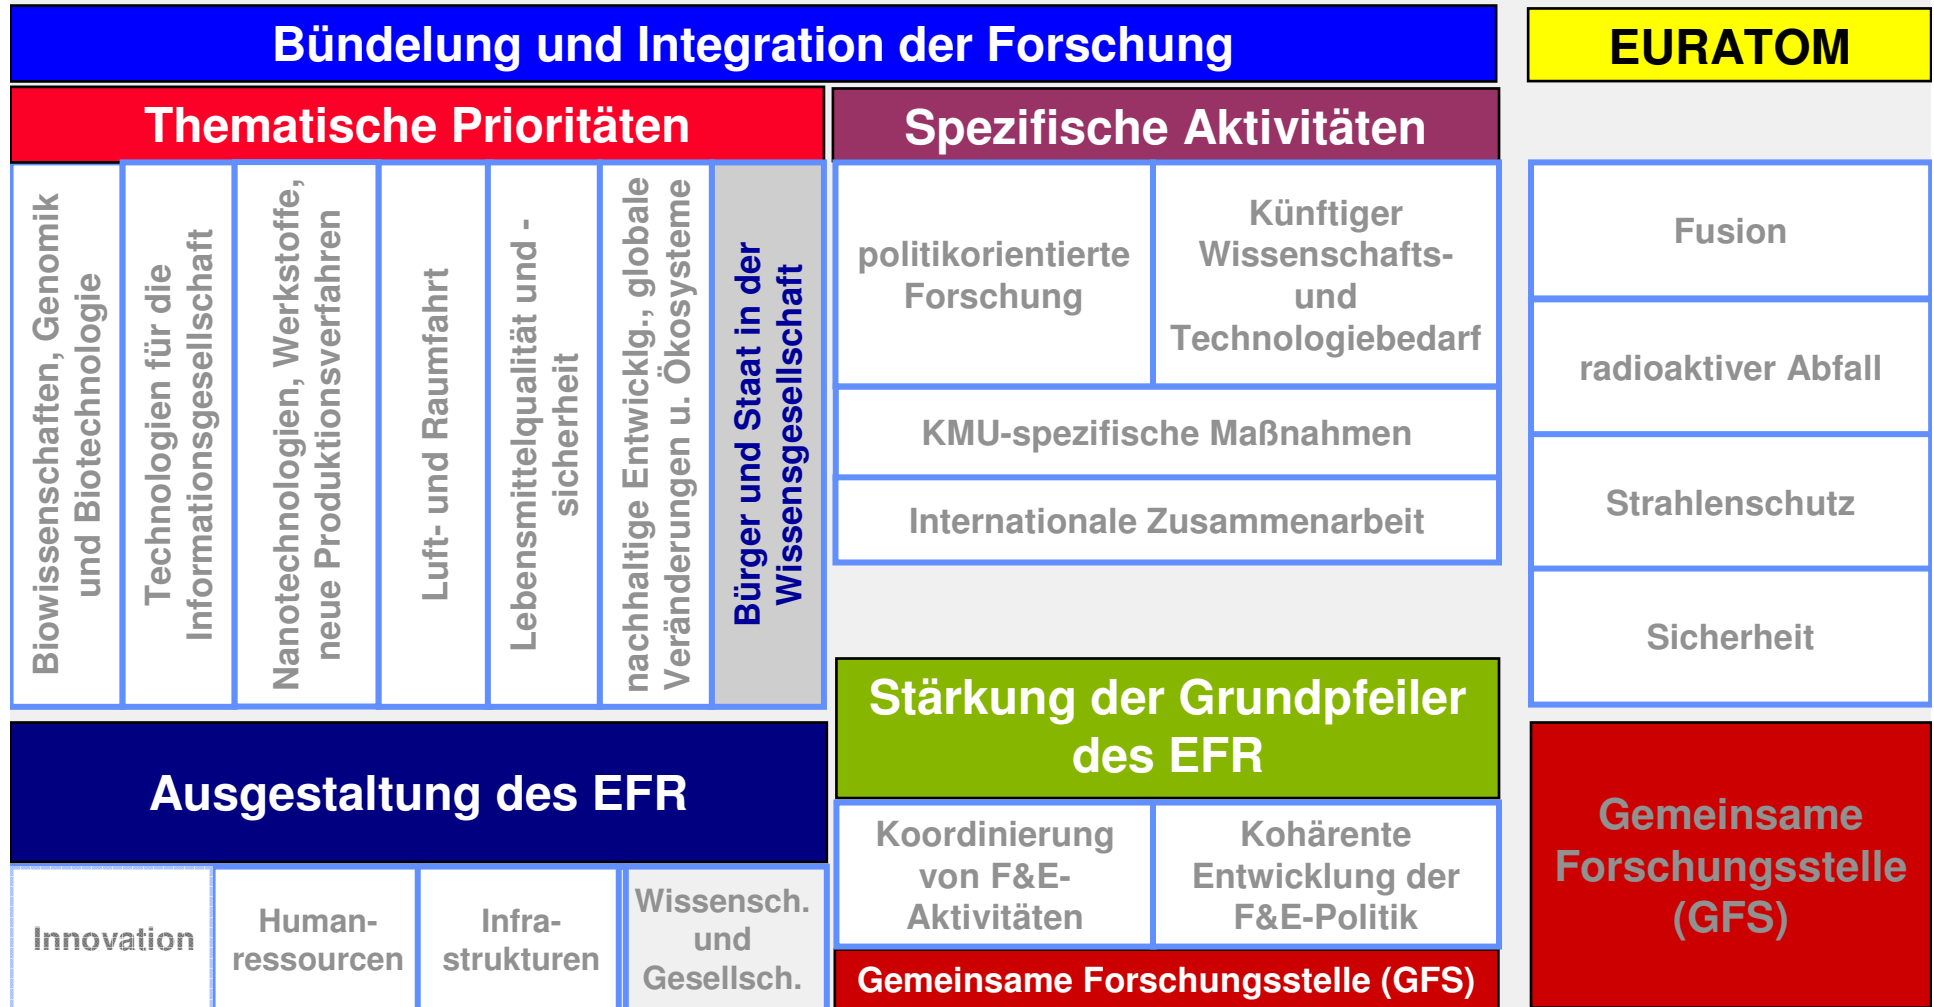 Bündelung und Integration der Forschung
EURATOM
Thematische Prioritäten
Spezifische Aktivitäten
Biowissenschaften, Genomik
und Biotechnologie
Technologien für die
Informationsgesellschaft
Nanotechnologien, Werkstoffe,
neue Produktionsverfahren
Luft- und Raumfahrt
Lebensmittelqualität und -
sicherheit
nachhaltige Entwicklg., globale
Veränderungen u. Ökosysteme
Bürger und Staat in der
Wissensgesellschaft
politikorientierte
Forschung
Künftiger
Wissenschafts-
und
Technologiebedarf
KMU-spezifische Maßnahmen
Internationale Zusammenarbeit
Fusion
radioaktiver Abfall
Strahlenschutz
Sicherheit
Ausgestaltung des EFR
Innovation
Human-
ressourcen
Infra-
strukturen
Wissensch.
und
Gesellsch.
Stärkung der Grundpfeiler
des EFR
Koordinierung
von F&E-
Aktivitäten
Kohärente
Entwicklung der
F&E-Politik
Gemeinsame Forschungsstelle (GFS)
Gemeinsame
Forschungsstelle
(GFS)